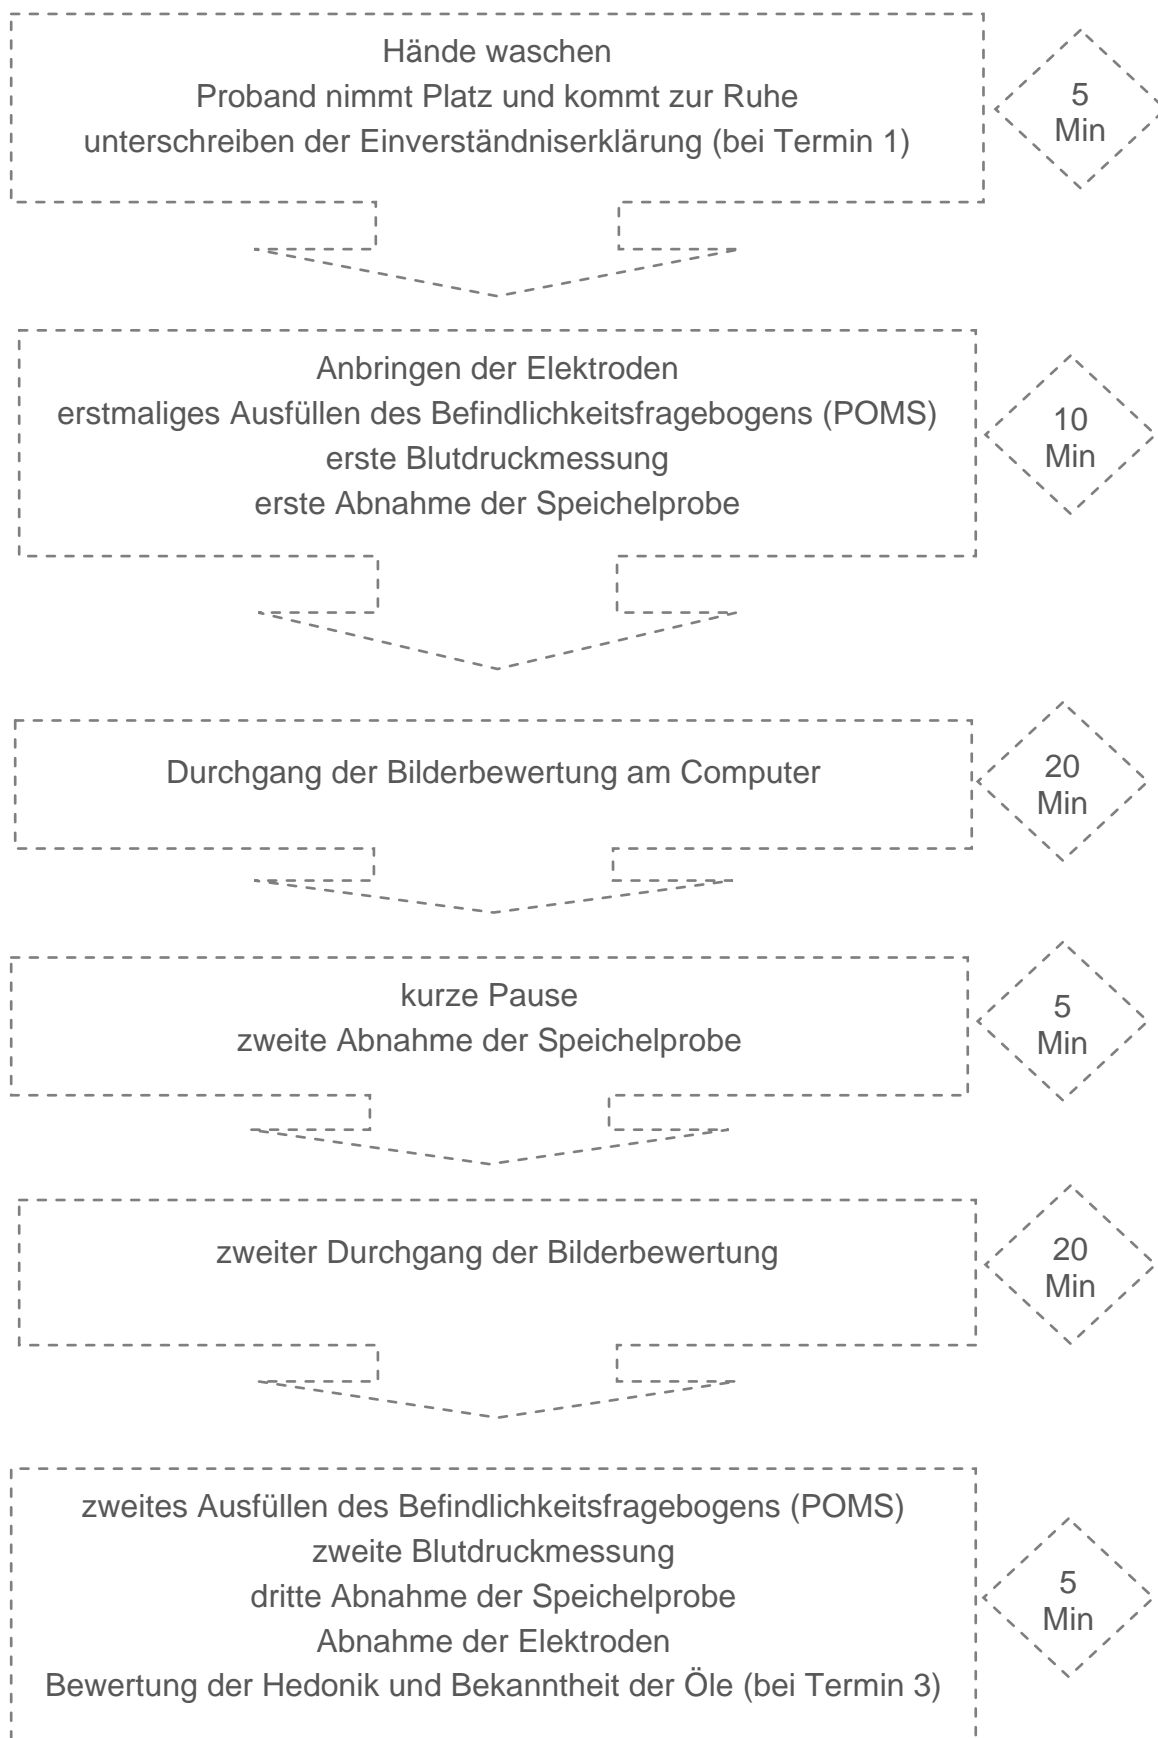 Hände waschen
Proband nimmt Platz und kommt zur Ruhe
unterschreiben der Einverständniserklärung (bei Termin 1)
5
Min
Anbringen der Elektroden
erstmaliges Ausfüllen des Befindlichkeitsfragebogens (POMS)
erste Blutdruckmessung
erste Abnahme der Speichelprobe
10
Min
Durchgang der Bilderbewertung am Computer
20
Min
kurze Pause
zweite Abnahme der Speichelprobe
5
Min
zweiter Durchgang der Bilderbewertung
20
Min
zweites Ausfüllen des Befindlichkeitsfragebogens (POMS)
zweite Blutdruckmessung
dritte Abnahme der Speichelprobe
Abnahme der Elektroden
Bewertung der Hedonik und Bekanntheit der Öle (bei Termin 3)
5
Min